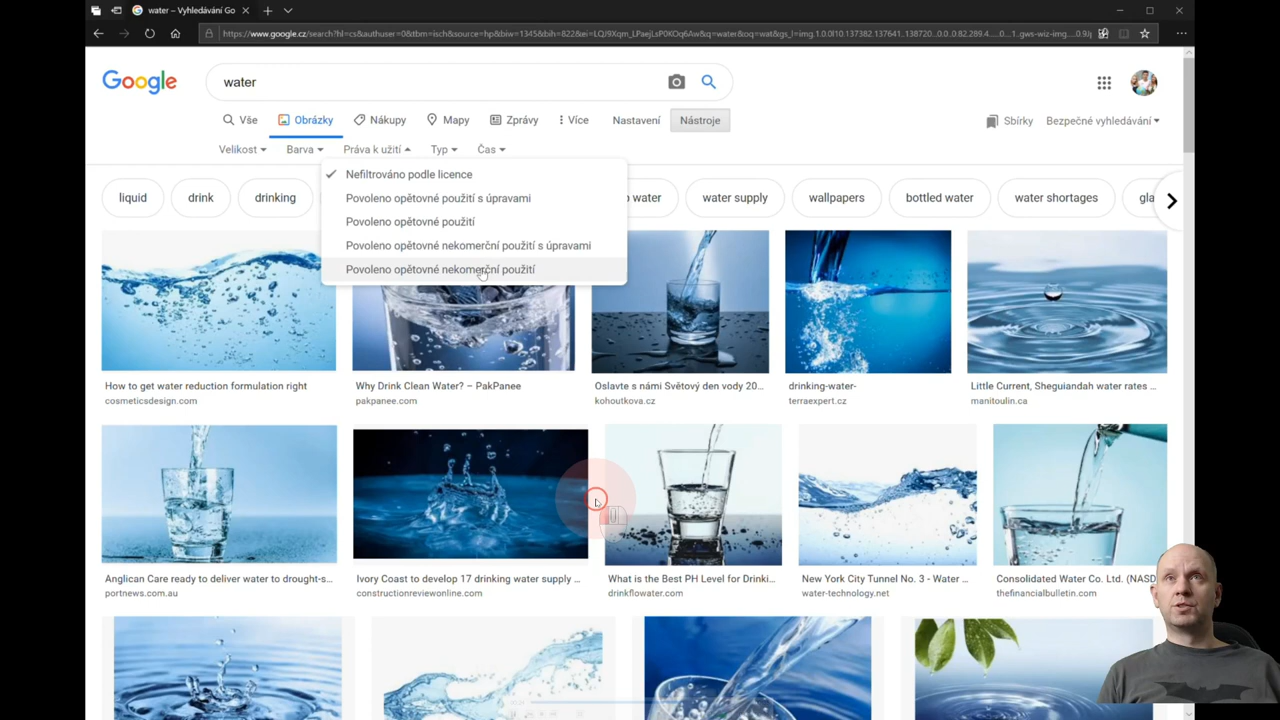 water – Vyhledávání Go
Google
water
Vše
Obrázky
Nákupy
Mapy
Zprávy
Více
Nastavení
Nástroje
Sbírky
Bezpečné vyhledávání
Velikost
Barva
Práva k užití
Typ
Čas
Nefiltrováno podle licence
Povoleno opětovné použití s úpravami
Povoleno opětovné použití
Povoleno opětovné nekomerční použití s úpravami
Povoleno opětovné nekomerční použití
liquid
drink
drinking
water
water supply
wallpapers
bottled water
water shortages
How to get water reduction formulation right
cosmeticsdesign.com
Why Drink Clean Water? – PakPanee
pakpanee.com
Oslavte s námi Světový den vody 20...
kohoutkova.cz
drinking-water-
terraexpert.cz
Little Current, Sheguiandah water rates ...
manitoulin.ca
Anglican Care ready to deliver water to drought-s...
portnews.com.au
Ivory Coast to develop 17 drinking water supply ...
constructionreviewonline.com
What is the Best PH Level for Drinki...
drinkflowater.com
New York City Tunnel No. 3 - Water ...
water-technology.net
Consolidated Water Co. Ltd. (NASD
thefinancialbulletin.com